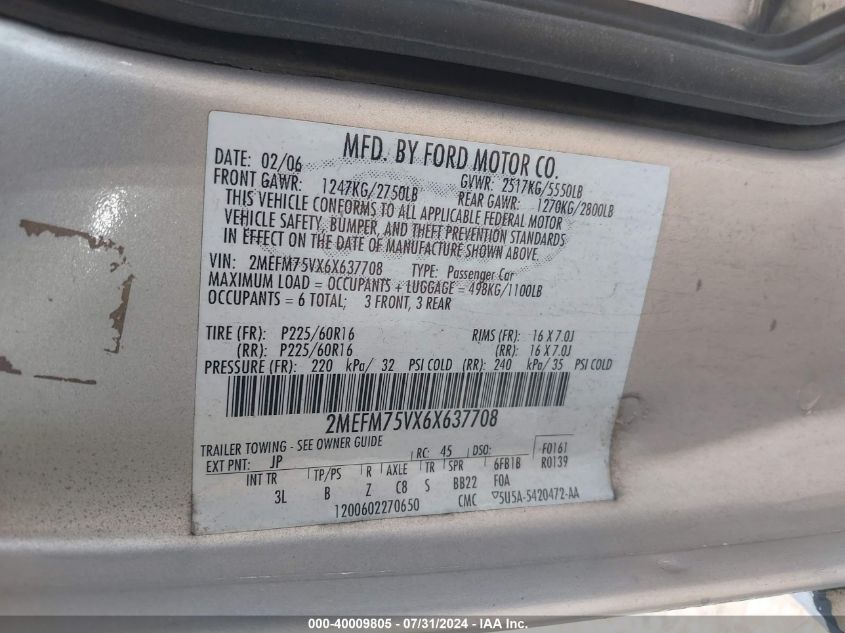 MFD. BY FORD MOTOR CO.
DATE: 02/06 GVWR: 2517KG/5550LB
FRONT GAWR: 1247KG/2750LB REAR GAWR: 1270KG/2800LB
THIS VEHICLE CONFORMS TO ALL APPLICABLE FEDERAL MOTOR
VEHICLE SAFETY, BUMPER, AND THEFT PREVENTION STANDARDS
IN EFFECT ON THE DATE OF MANUFACTURE SHOWN ABOVE.
VIN: 2MEFM75VX6X637708 TYPE: Passenger Car
MAXIMUM LOAD = OCCUPANTS + LUGGAGE = 498KG/1100LB
OCCUPANTS = 6 TOTAL; 3 FRONT, 3 REAR
TIRE (FR): P225/60R16 RIMS (FR): 16 X 7.0J
(RR): P225/60R16 (RR): 16 X 7.0J
PRESSURE (FR): 220 kPa/ 32 PSI COLD (RR): 240 kPa/ 35 PSI COLD
2MEFM75VX6X637708
TRAILER TOWING - SEE OWNER GUIDE
EXT PNT: JP RC: 45 DSO: F0161
INT TR TP/PS R AXLE TR SPR 6FB1B R0139
3L B Z C8 S BB22 F0A
1200602270650 CMC ▽5U5A-5420472-AA
--- 40009805 - 07/31/2024 - IAA Inc. ---